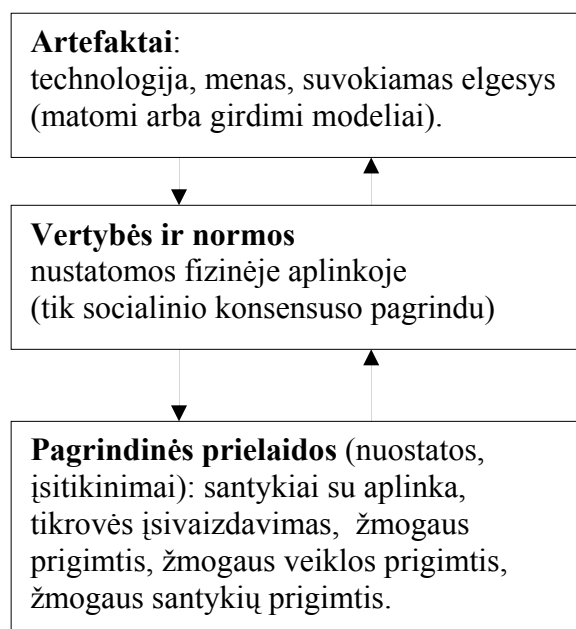 Artefaktai:
technologija, menas, suvokiamas elgesys
(matomi arba girdimi modeliai).
Vertybės ir normos
nustatomos fizinėje aplinkoje
(tik socialinio konsensuso pagrindu)
Pagrindinės prielaidos (nuostatos,
įsitikinimai): santykiai su aplinka,
tikrovės įsivaizdavimas, žmogaus
prigimtis, žmogaus veiklos prigimtis,
žmogaus santykių prigimtis.